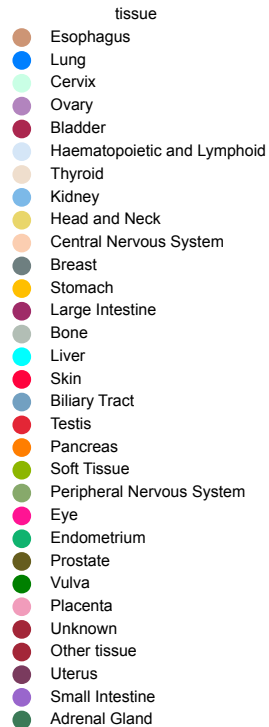 tissue
Esophagus
Lung
Cervix
Ovary
Bladder
Haematopoietic and Lymphoid
Thyroid
Kidney
Head and Neck
Central Nervous System
Breast
Stomach
Large Intestine
Bone
Liver
Skin
Biliary Tract
Testis
Pancreas
Soft Tissue
Peripheral Nervous System
Eye
Endometrium
Prostate
Vulva
Placenta
Unknown
Other tissue
Uterus
Small Intestine
Adrenal Gland